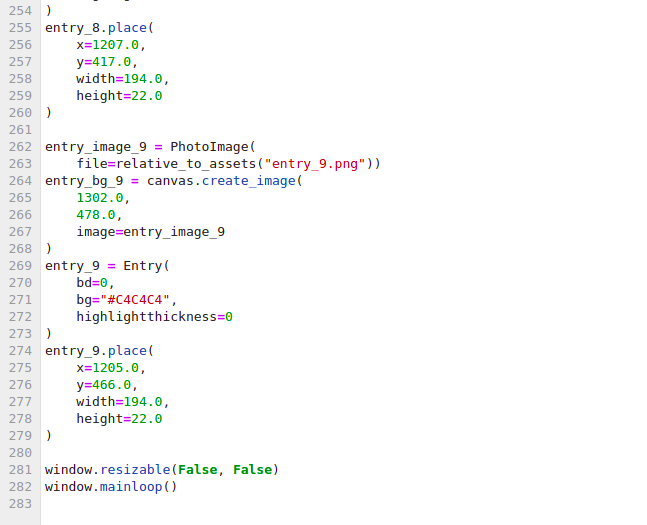 254 )
255 entry_8.place(
256     x=1207.0,
257     y=417.0,
258     width=194.0,
259     height=22.0
260 )
261
262 entry_image_9 = PhotoImage(
263     file=relative_to_assets("entry_9.png"))
264 entry_bg_9 = canvas.create_image(
265     1302.0,
266     478.0,
267     image=entry_image_9
268 )
269 entry_9 = Entry(
270     bd=0,
271     bg="#C4C4C4",
272     highlightthickness=0
273 )
274 entry_9.place(
275     x=1205.0,
276     y=466.0,
277     width=194.0,
278     height=22.0
279 )
280
281 window.resizable(False, False)
282 window.mainloop()
283